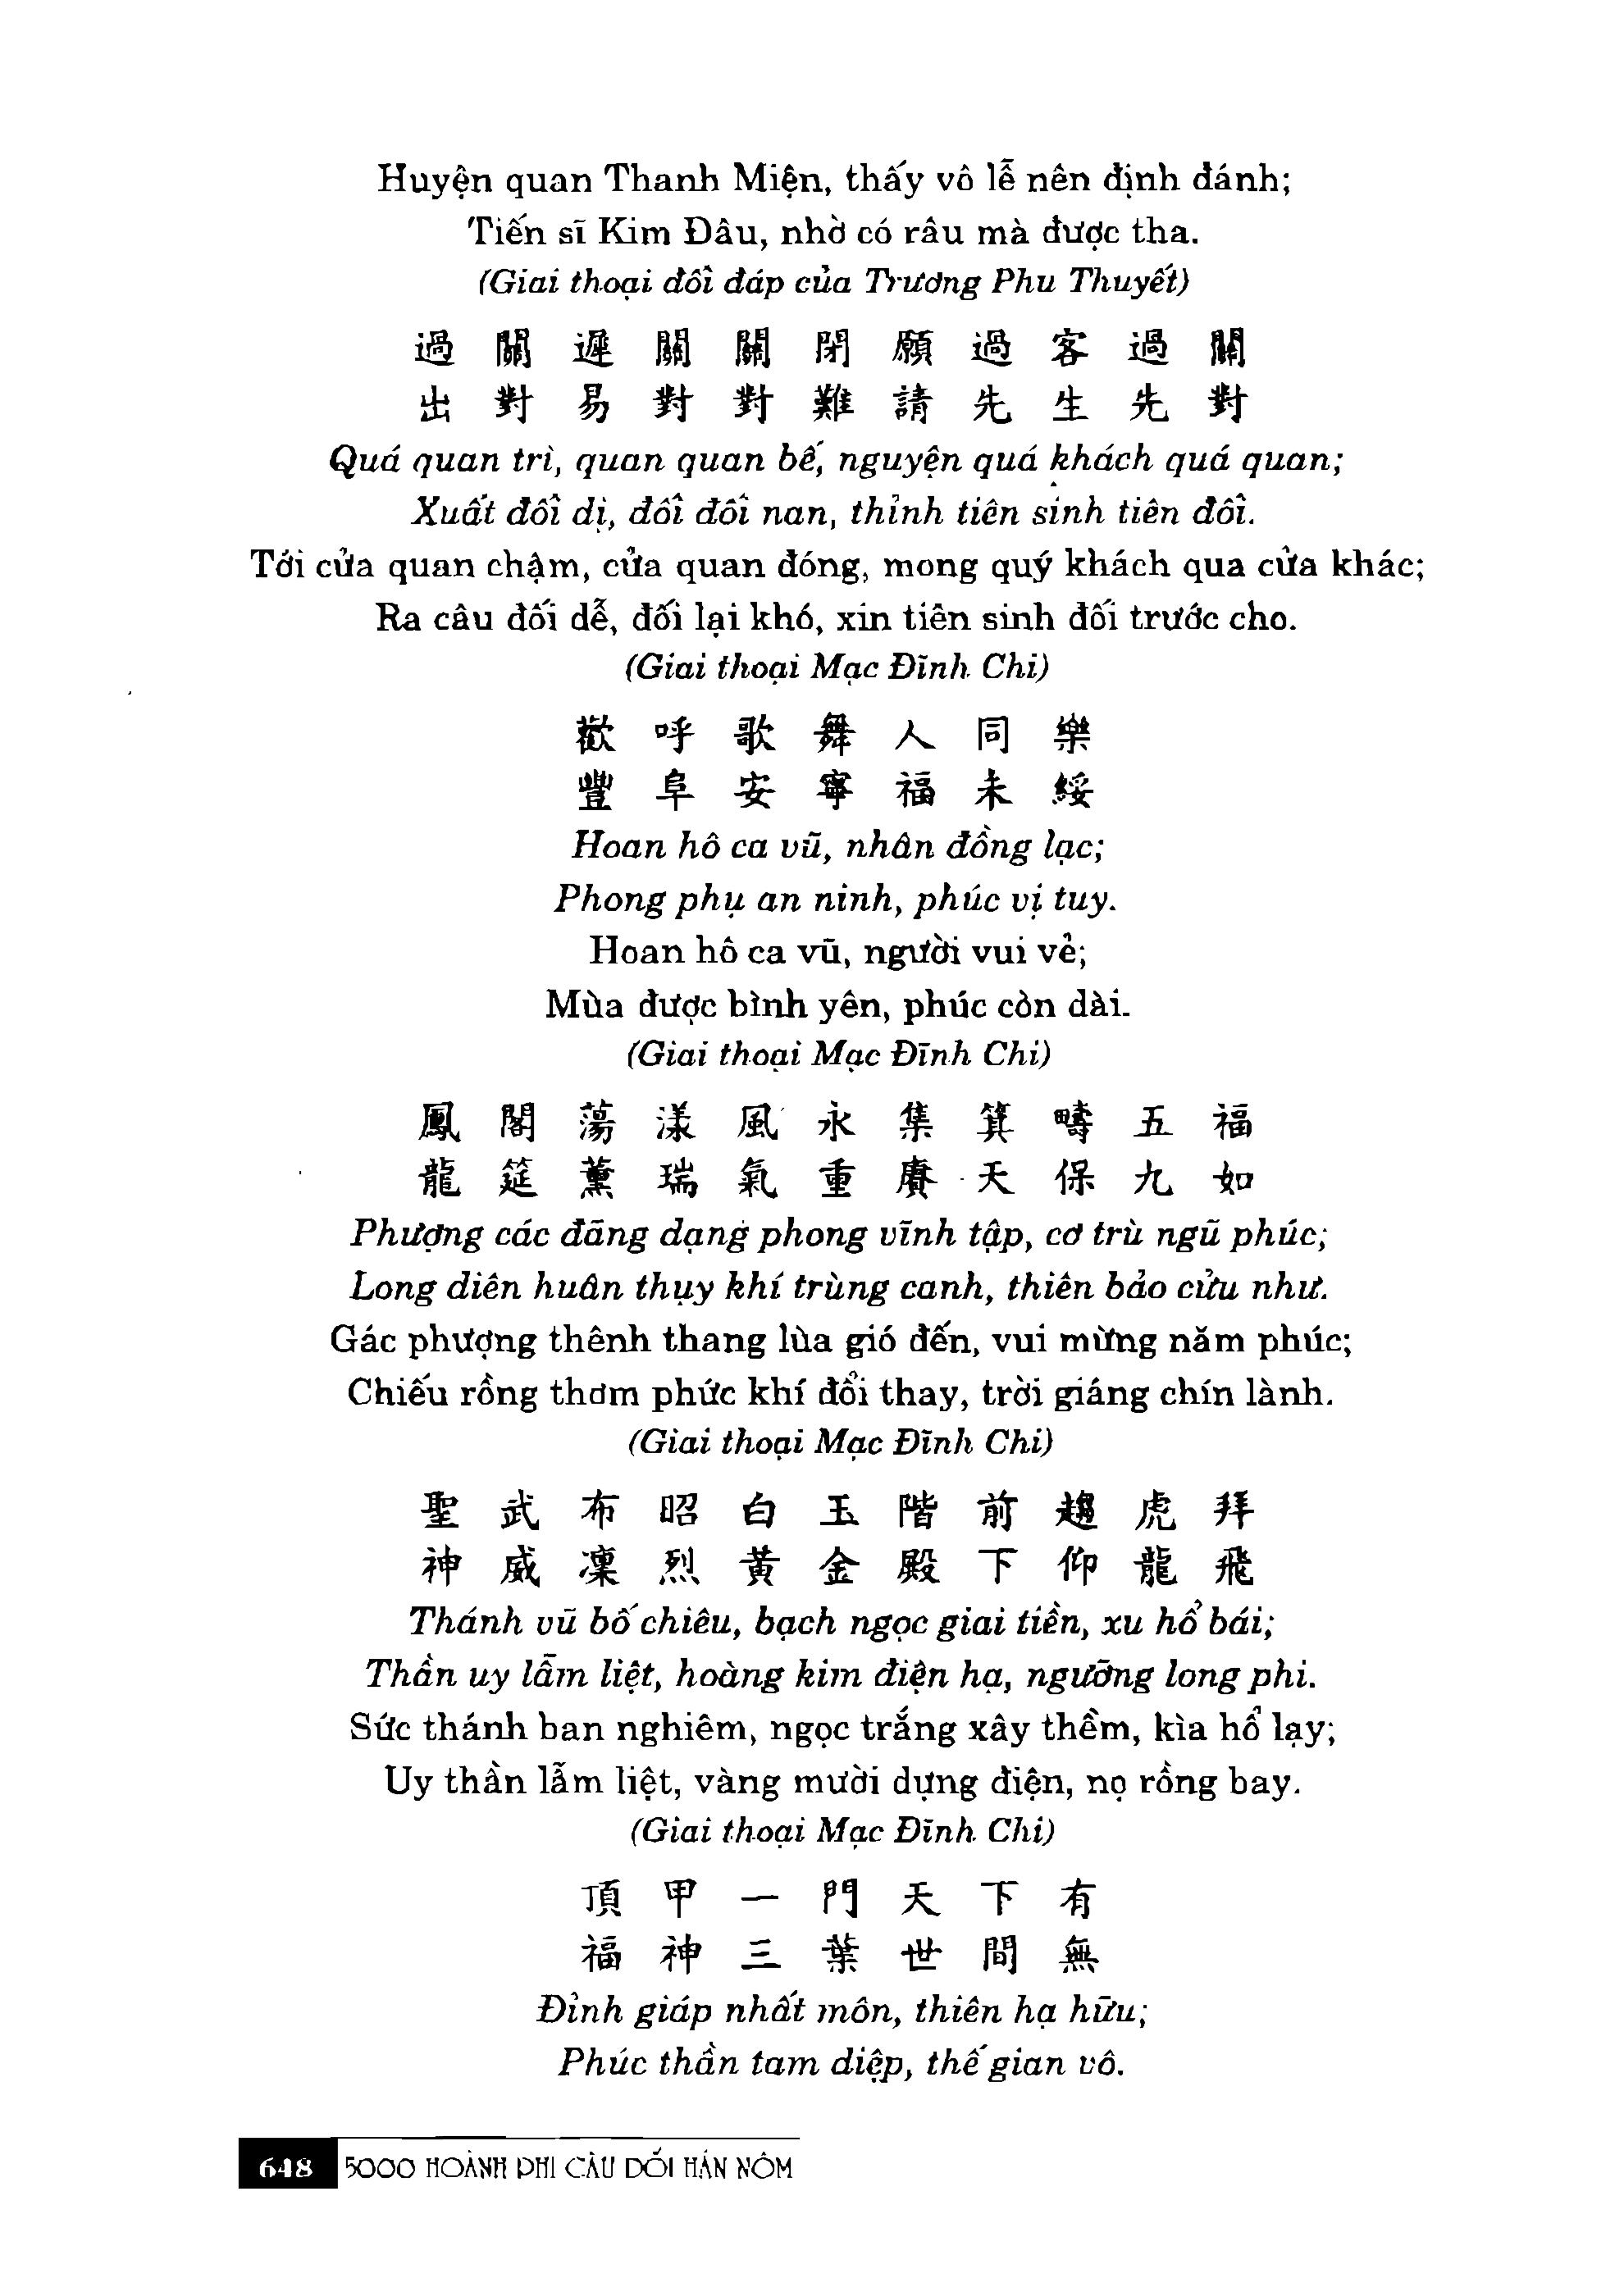 Huyện quan Thanh Miện, thấy vô lễ nên định đánh;
Tiến sĩ Kim Đâu, nhờ có râu mà được tha.
(Giai thoại đối đáp của Trương Phu Thuyết)
過 關 遲 關 關 閉 願 過 客 過 關
出 對 易 對 對 難 請 先 生 先 對
Quá quan trì, quan quan bế, nguyện quá khách quá quan;
Xuất đối dị, đối đối nan, thỉnh tiên sinh tiên đối.
Tới cửa quan chậm, cửa quan đóng, mong quý khách qua cửa khác;
Ra câu đối dễ, đối lại khó, xin tiên sinh đối trước cho.
(Giai thoại Mạc Đĩnh Chi)
歡 呼 歌 舞 人 同 樂
豐 阜 安 寧 福 未 綏
Hoan hô ca vũ, nhân đồng lạc;
Phong phụ an ninh, phúc vị tuy.
Hoan hô ca vũ, người vui vẻ;
Mùa được bình yên, phúc còn dài.
(Giai thoại Mạc Đĩnh Chi)
鳳 閣 蕩 漾 風 永 集 箕 疇 五 福
龍 筵 薰 瑞 氣 重 賡 天 保 九 如
Phượng các đãng dạng phong vĩnh tập, cơ trù ngũ phúc;
Long diên huân thụy khí trùng canh, thiên bảo cửu như.
Gác phượng thênh thang lùa gió đến, vui mừng năm phúc;
Chiếu rồng thơm phức khí đổi thay, trời giáng chín lành.
(Giai thoại Mạc Đĩnh Chi)
聖 武 布 昭 白 玉 階 前 趨 虎 拜
神 威 凜 烈 黃 金 殿 下 仰 龍 飛
Thánh vũ bố chiêu, bạch ngọc giai tiền, xu hổ bái;
Thần uy lẫm liệt, hoàng kim điện hạ, ngưỡng long phi.
Sức thánh ban nghiêm, ngọc trắng xây thềm, kìa hổ lạy;
Uy thần lẫm liệt, vàng mười dựng điện, nọ rồng bay.
(Giai thoại Mạc Đĩnh Chi)
頂 甲 一 門 天 下 有
福 神 三 葉 世 間 無
Đỉnh giáp nhất môn, thiên hạ hữu;
Phúc thần tam diệp, thế gian vô.
648 5000 HOÀNH PHI CÂU ĐỐI HÁN NÔM